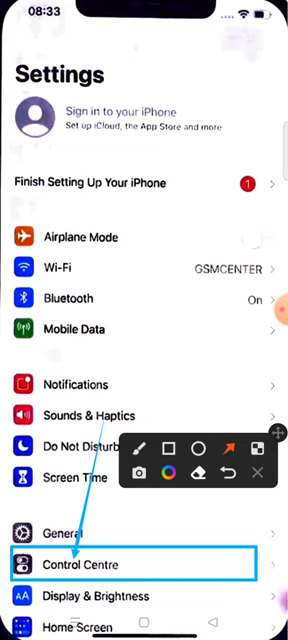 08:33
Settings
Sign in to your iPhone
Set up iCloud, the App Store and more
Finish Setting Up Your iPhone
1
Airplane Mode
Wi-Fi
GSMCENTER
Bluetooth
On
Mobile Data
Notifications
Sounds & Haptics
Do Not Disturb
Screen Time
General
Control Centre
AA
Display & Brightness
Home Screen